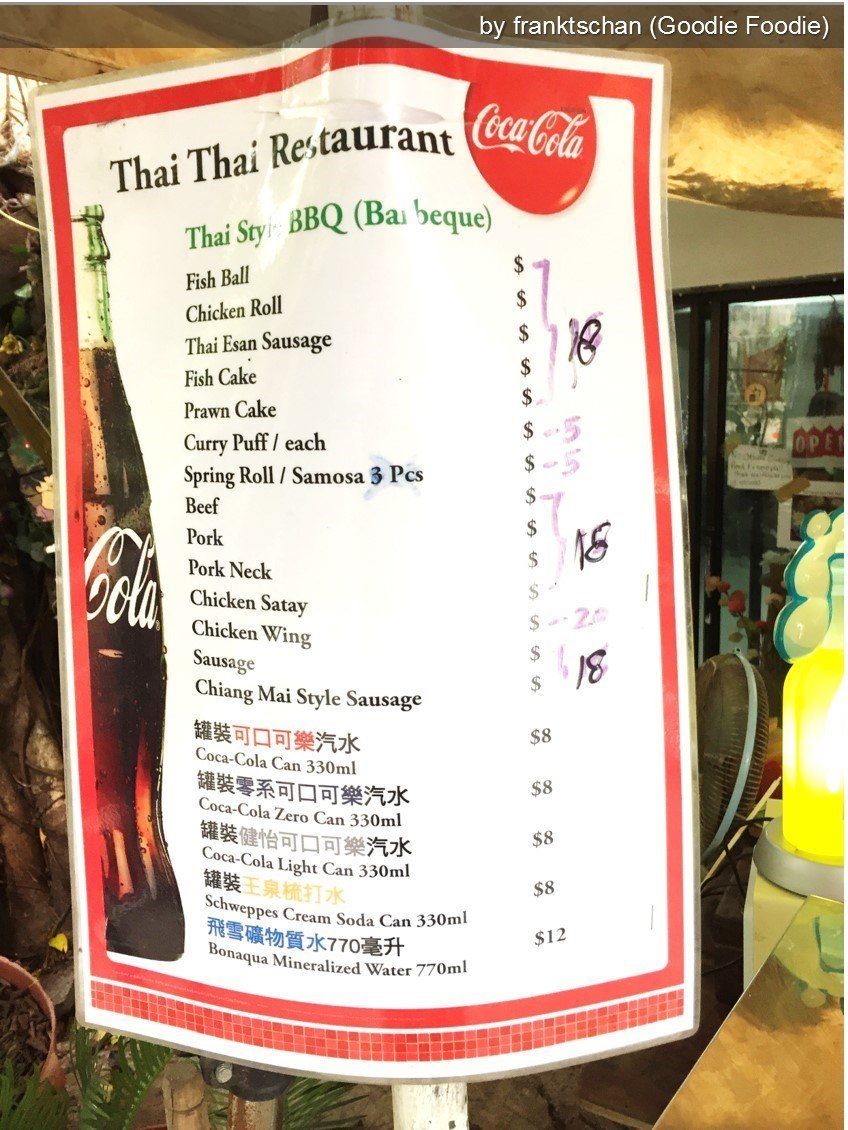 by franktschan (Goodie Foodie)
Coca-Cola
Thai Thai Restaurant
Thai Style BBQ (Barbeque)
Fish Ball $
Chicken Roll $
Thai Esan Sausage $ 18
Fish Cake $
Prawn Cake $
Curry Puff / each $ -5
Spring Roll / Samosa 3 Pcs $ -5
Beef $
Pork $ 18
Pork Neck $
Chicken Satay $
Chicken Wing $ -20
Sausage $ 18
Chiang Mai Style Sausage $
罐裝可口可樂汽水 $8
Coca-Cola Can 330ml
罐裝零系可口可樂汽水 $8
Coca-Cola Zero Can 330ml
罐裝健怡可口可樂汽水 $8
Coca-Cola Light Can 330ml
罐裝玉泉梳打水 $8
Schweppes Cream Soda Can 330ml
飛雪礦物質水770毫升 $12
Bonaqua Mineralized Water 770ml
Cola
OPEN